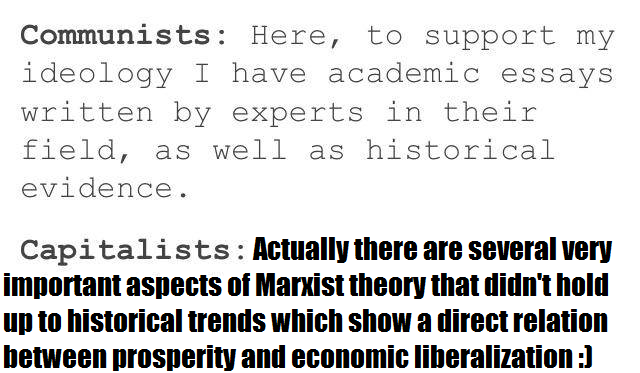 Communists: Here, to support my
ideology I have academic essays
written by experts in their
field, as well as historical
evidence.
Capitalists: Actually there are several very
important aspects of Marxist theory that didn't hold
up to historical trends which show a direct relation
between prosperity and economic liberalization :)